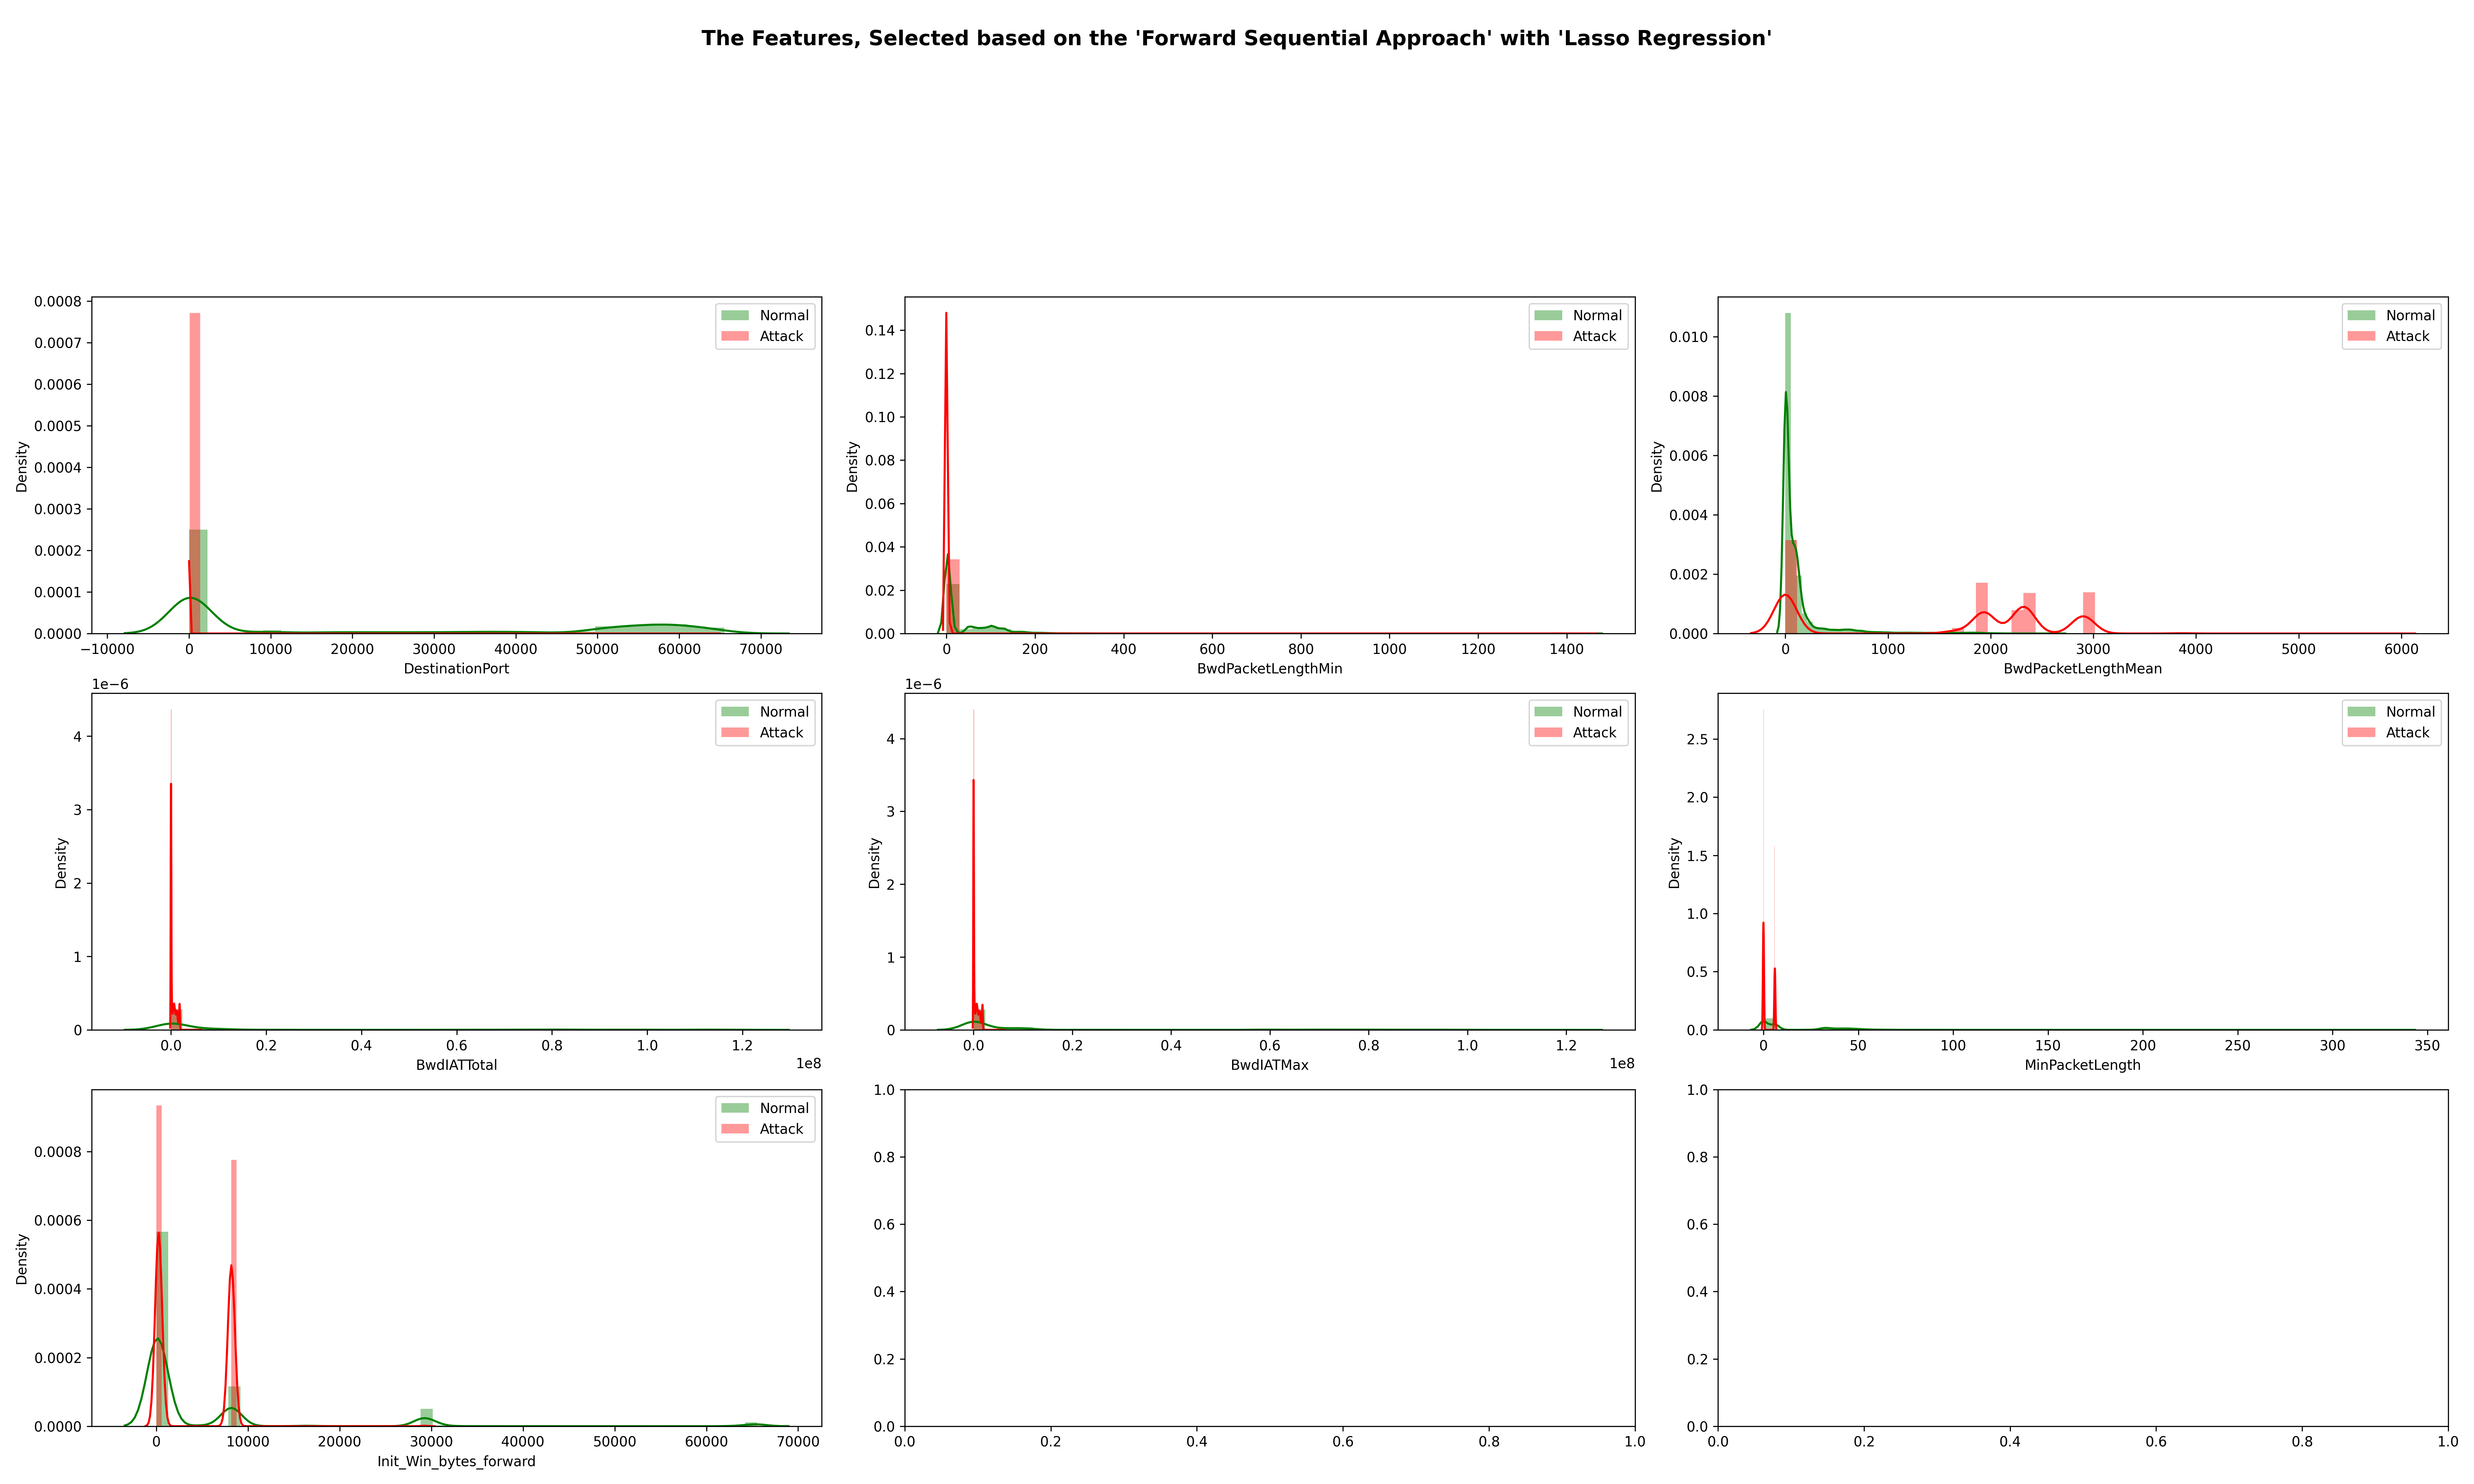 The Features, Selected based on the 'Forward Sequential Approach' with 'Lasso Regression'
0.0008
0.0007
0.0006
0.0005
0.0004
0.0003
0.0002
0.0001
0.0000
Density
Normal
Attack
−10000 0 10000 20000 30000 40000 50000 60000 70000
DestinationPort
0.14
0.12
0.10
0.08
0.06
0.04
0.02
0.00
Density
Normal
Attack
0 200 400 600 800 1000 1200 1400
BwdPacketLengthMin
0.010
0.008
0.006
0.004
0.002
0.000
Density
Normal
Attack
0 1000 2000 3000 4000 5000 6000
BwdPacketLengthMean
1e−6
4
3
2
1
0
Density
Normal
Attack
0.0 0.2 0.4 0.6 0.8 1.0 1.2
1e8
BwdIATTotal
1e−6
4
3
2
1
0
Density
Normal
Attack
0.0 0.2 0.4 0.6 0.8 1.0 1.2
1e8
BwdIATMax
2.5
2.0
1.5
1.0
0.5
0.0
Density
Normal
Attack
0 50 100 150 200 250 300 350
MinPacketLength
0.0008
0.0006
0.0004
0.0002
0.0000
Density
Normal
Attack
0 10000 20000 30000 40000 50000 60000 70000
Init_Win_bytes_forward
1.0
0.8
0.6
0.4
0.2
0.0
0.0 0.2 0.4 0.6 0.8 1.0
1.0
0.8
0.6
0.4
0.2
0.0
0.0 0.2 0.4 0.6 0.8 1.0